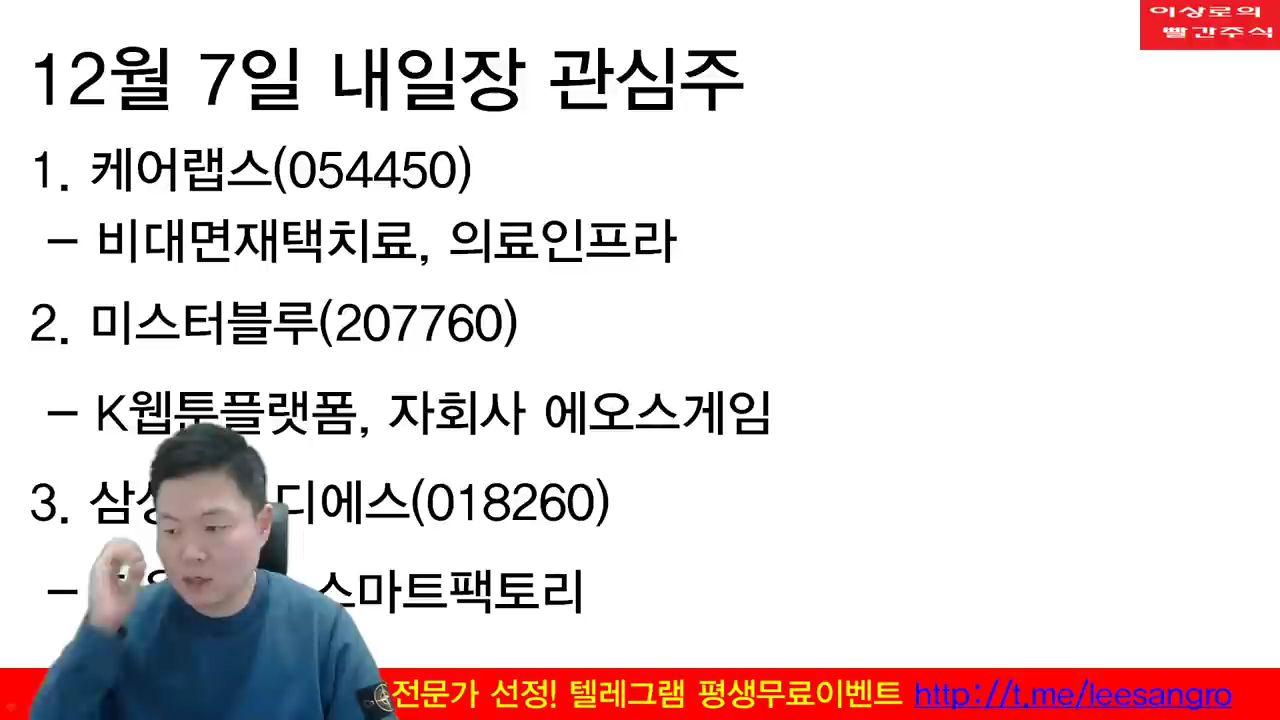 이상로의
빨간주식
12월 7일 내일장 관심주
1. 케어랩스(054450)
– 비대면재택치료, 의료인프라
2. 미스터블루(207760)
– K웹툰플랫폼, 자회사 에오스게임
3. 디에스(018260)
– 스마트팩토리
전문가 선정! 텔레그램 평생무료이벤트 http://t.me/leesangro